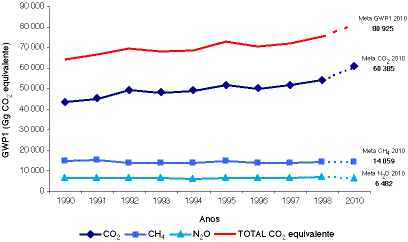 90 000
80 000
70 000
60 000
50 000
40 000
30 000
20 000
10 000
0
GWP1 (Gg CO2 equivalente)
1990 1991 1992 1993 1994 1995 1996 1997 1998 2010
Anos
Meta GWP1 2010
80 925
Meta CO2 2010
60 385
Meta CH4 2010
14 059
Meta N2O 2010
6 482
CO2 CH4 N2O TOTAL CO2 equivalente